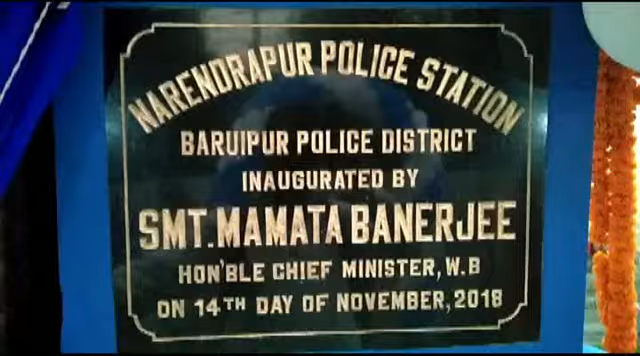 NARENDRAPUR POLICE STATION
BARUIPUR POLICE DISTRICT
INAUGURATED BY
SMT.MAMATA BANERJEE
HON'BLE CHIEF MINISTER, W.B
ON 14TH DAY OF NOVEMBER, 2018